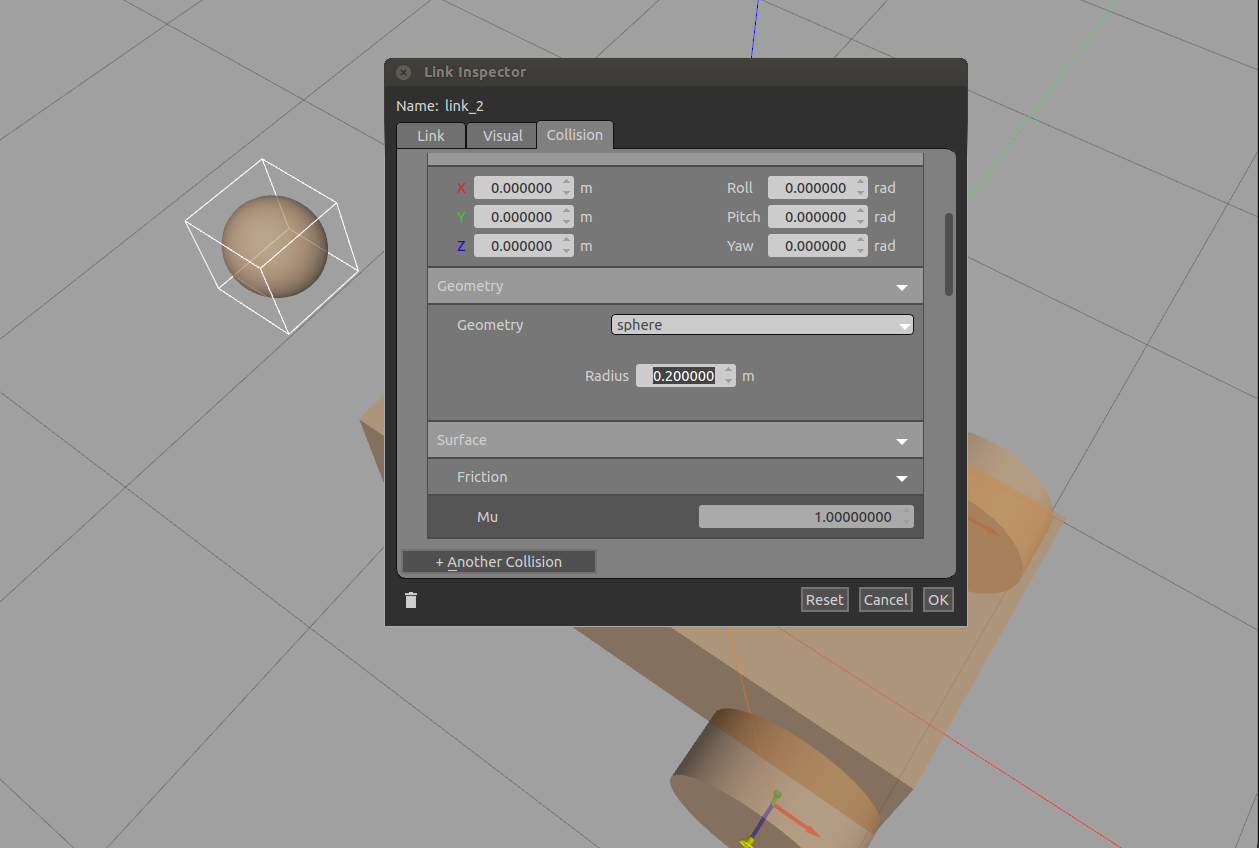 Link Inspector
Name: link_2
Link Visual Collision
X 0.000000 m Roll 0.000000 rad
Y 0.000000 m Pitch 0.000000 rad
Z 0.000000 m Yaw 0.000000 rad
Geometry
Geometry sphere
Radius 0.200000 m
Surface
Friction
Mu 1.00000000
+ Another Collision
Reset Cancel OK